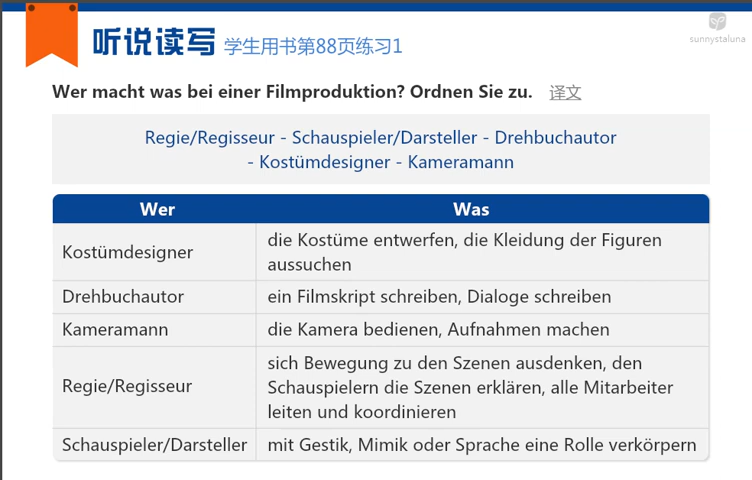 听说读写 学生用书第88页练习1
sunnystaluna
Wer macht was bei einer Filmproduktion? Ordnen Sie zu. 译文
Regie/Regisseur - Schauspieler/Darsteller - Drehbuchautor
- Kostümdesigner - Kameramann
Wer Was
Kostümdesigner die Kostüme entwerfen, die Kleidung der Figuren
aussuchen
Drehbuchautor ein Filmskript schreiben, Dialoge schreiben
Kameramann die Kamera bedienen, Aufnahmen machen
Regie/Regisseur sich Bewegung zu den Szenen ausdenken, den
Schauspielern die Szenen erklären, alle Mitarbeiter
leiten und koordinieren
Schauspieler/Darsteller mit Gestik, Mimik oder Sprache eine Rolle verkörpern